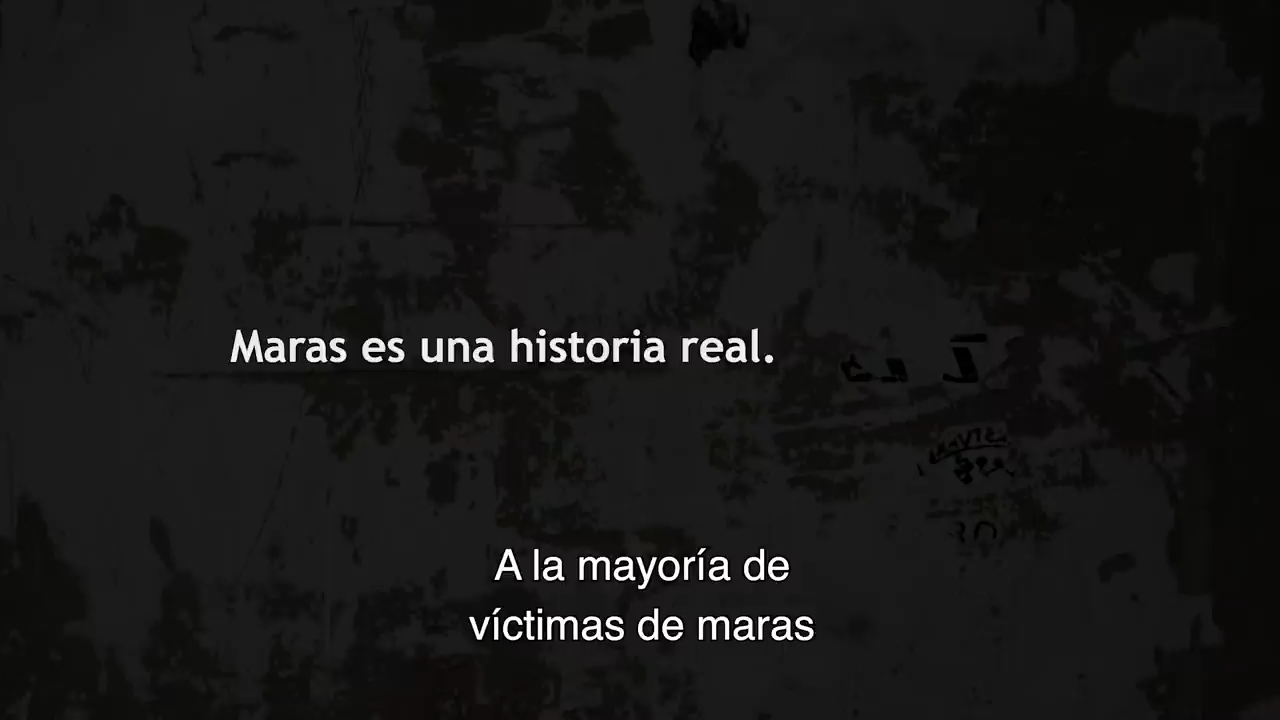 Maras es una historia real.
A la mayoría de
víctimas de maras